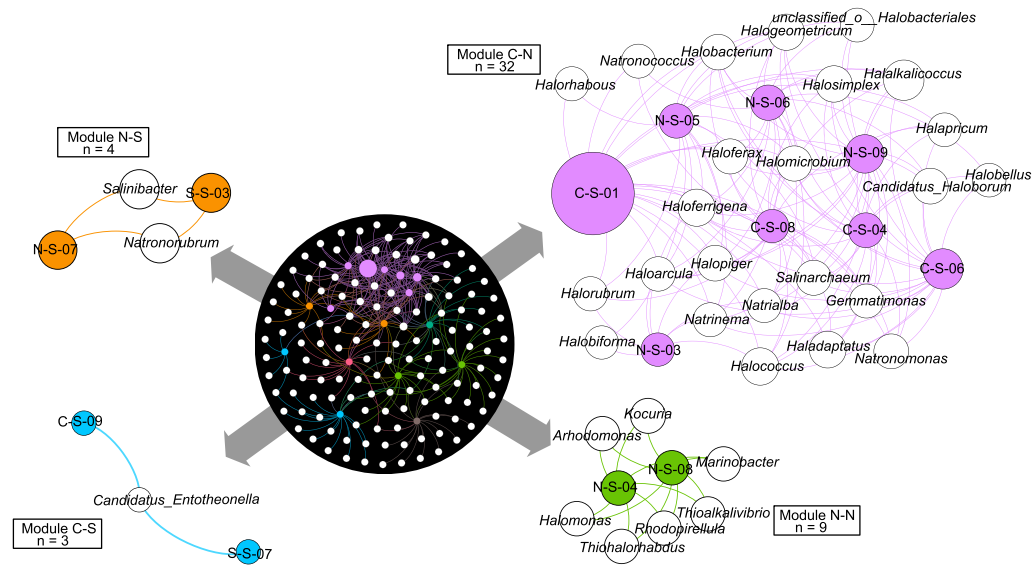 unclassified_o__Halobacteriales
Halogeometricum
Module C-N
n = 32
Halobacterium
Natronococcus
Halorhabous
Halosimplex
Halalkalicoccus
N-S-06
N-S-05
Halapricum
Module N-S
n = 4
Haloferax
N-S-09
Halomicrobium
Halobellus
Salinibacter
S-S-03
C-S-01
Candidatus_Haloborum
Haloferrigena
C-S-08
C-S-04
Natronorubrum
N-S-07
Haloarcula
Halopiger
C-S-06
Salinarchaeum
Halorubrum
Gemmatimonas
Natrialba
Natrinema
Halobiforma
N-S-03
Haladaptatus
Natronomonas
Halococcus
Kocuria
C-S-09
Arhodomonas
Marinobacter
N-S-08
N-S-04
Candidatus_Entotheonella
Thioalkalivibrio
Halomonas
Rhodopirellula
Module N-N
n = 9
Module C-S
n = 3
Thiohalorhabdus
S-S-07